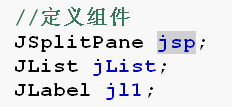 //定义组件
JSplitPane jsp;
JList jList;
JLabel jl1;